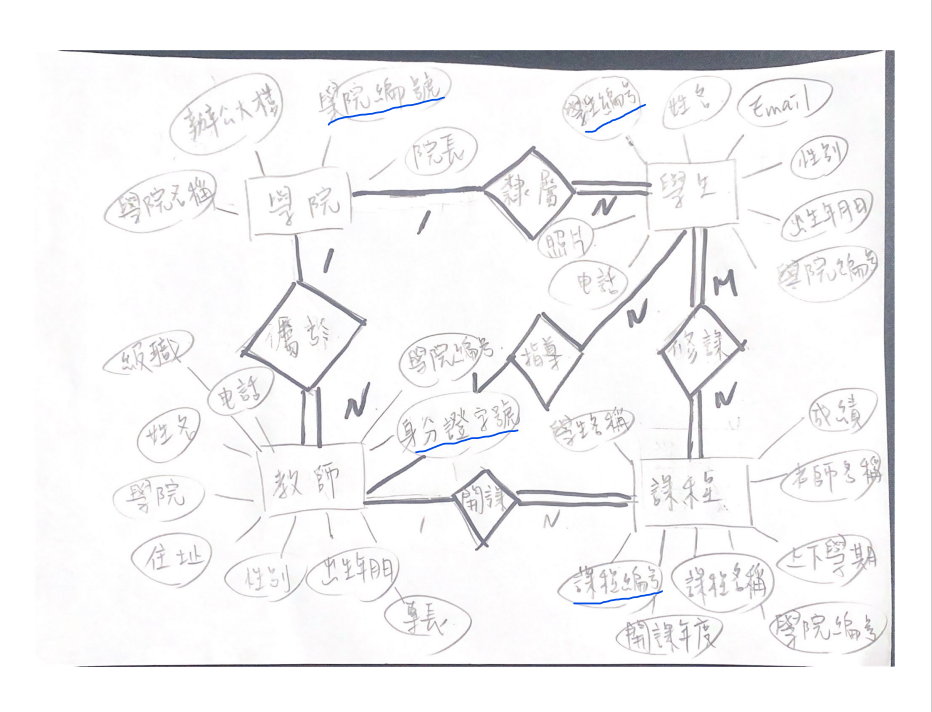 辦公大樓
學院編號
院長
學院名稱
學院
隸屬
1
N
學生編號
姓名
Email
性別
出生年月日
學院編號
學生
照片
電話
1
N
M
指導
修課
N
N
級職
電話
姓名
學院
住址
性別
出生年月日
專長
學院編號
身分證字號
教師
開課
1
N
學生名稱
成績
老師名稱
上下學期
學院編號
課程
課程編號
課程名稱
開課年度